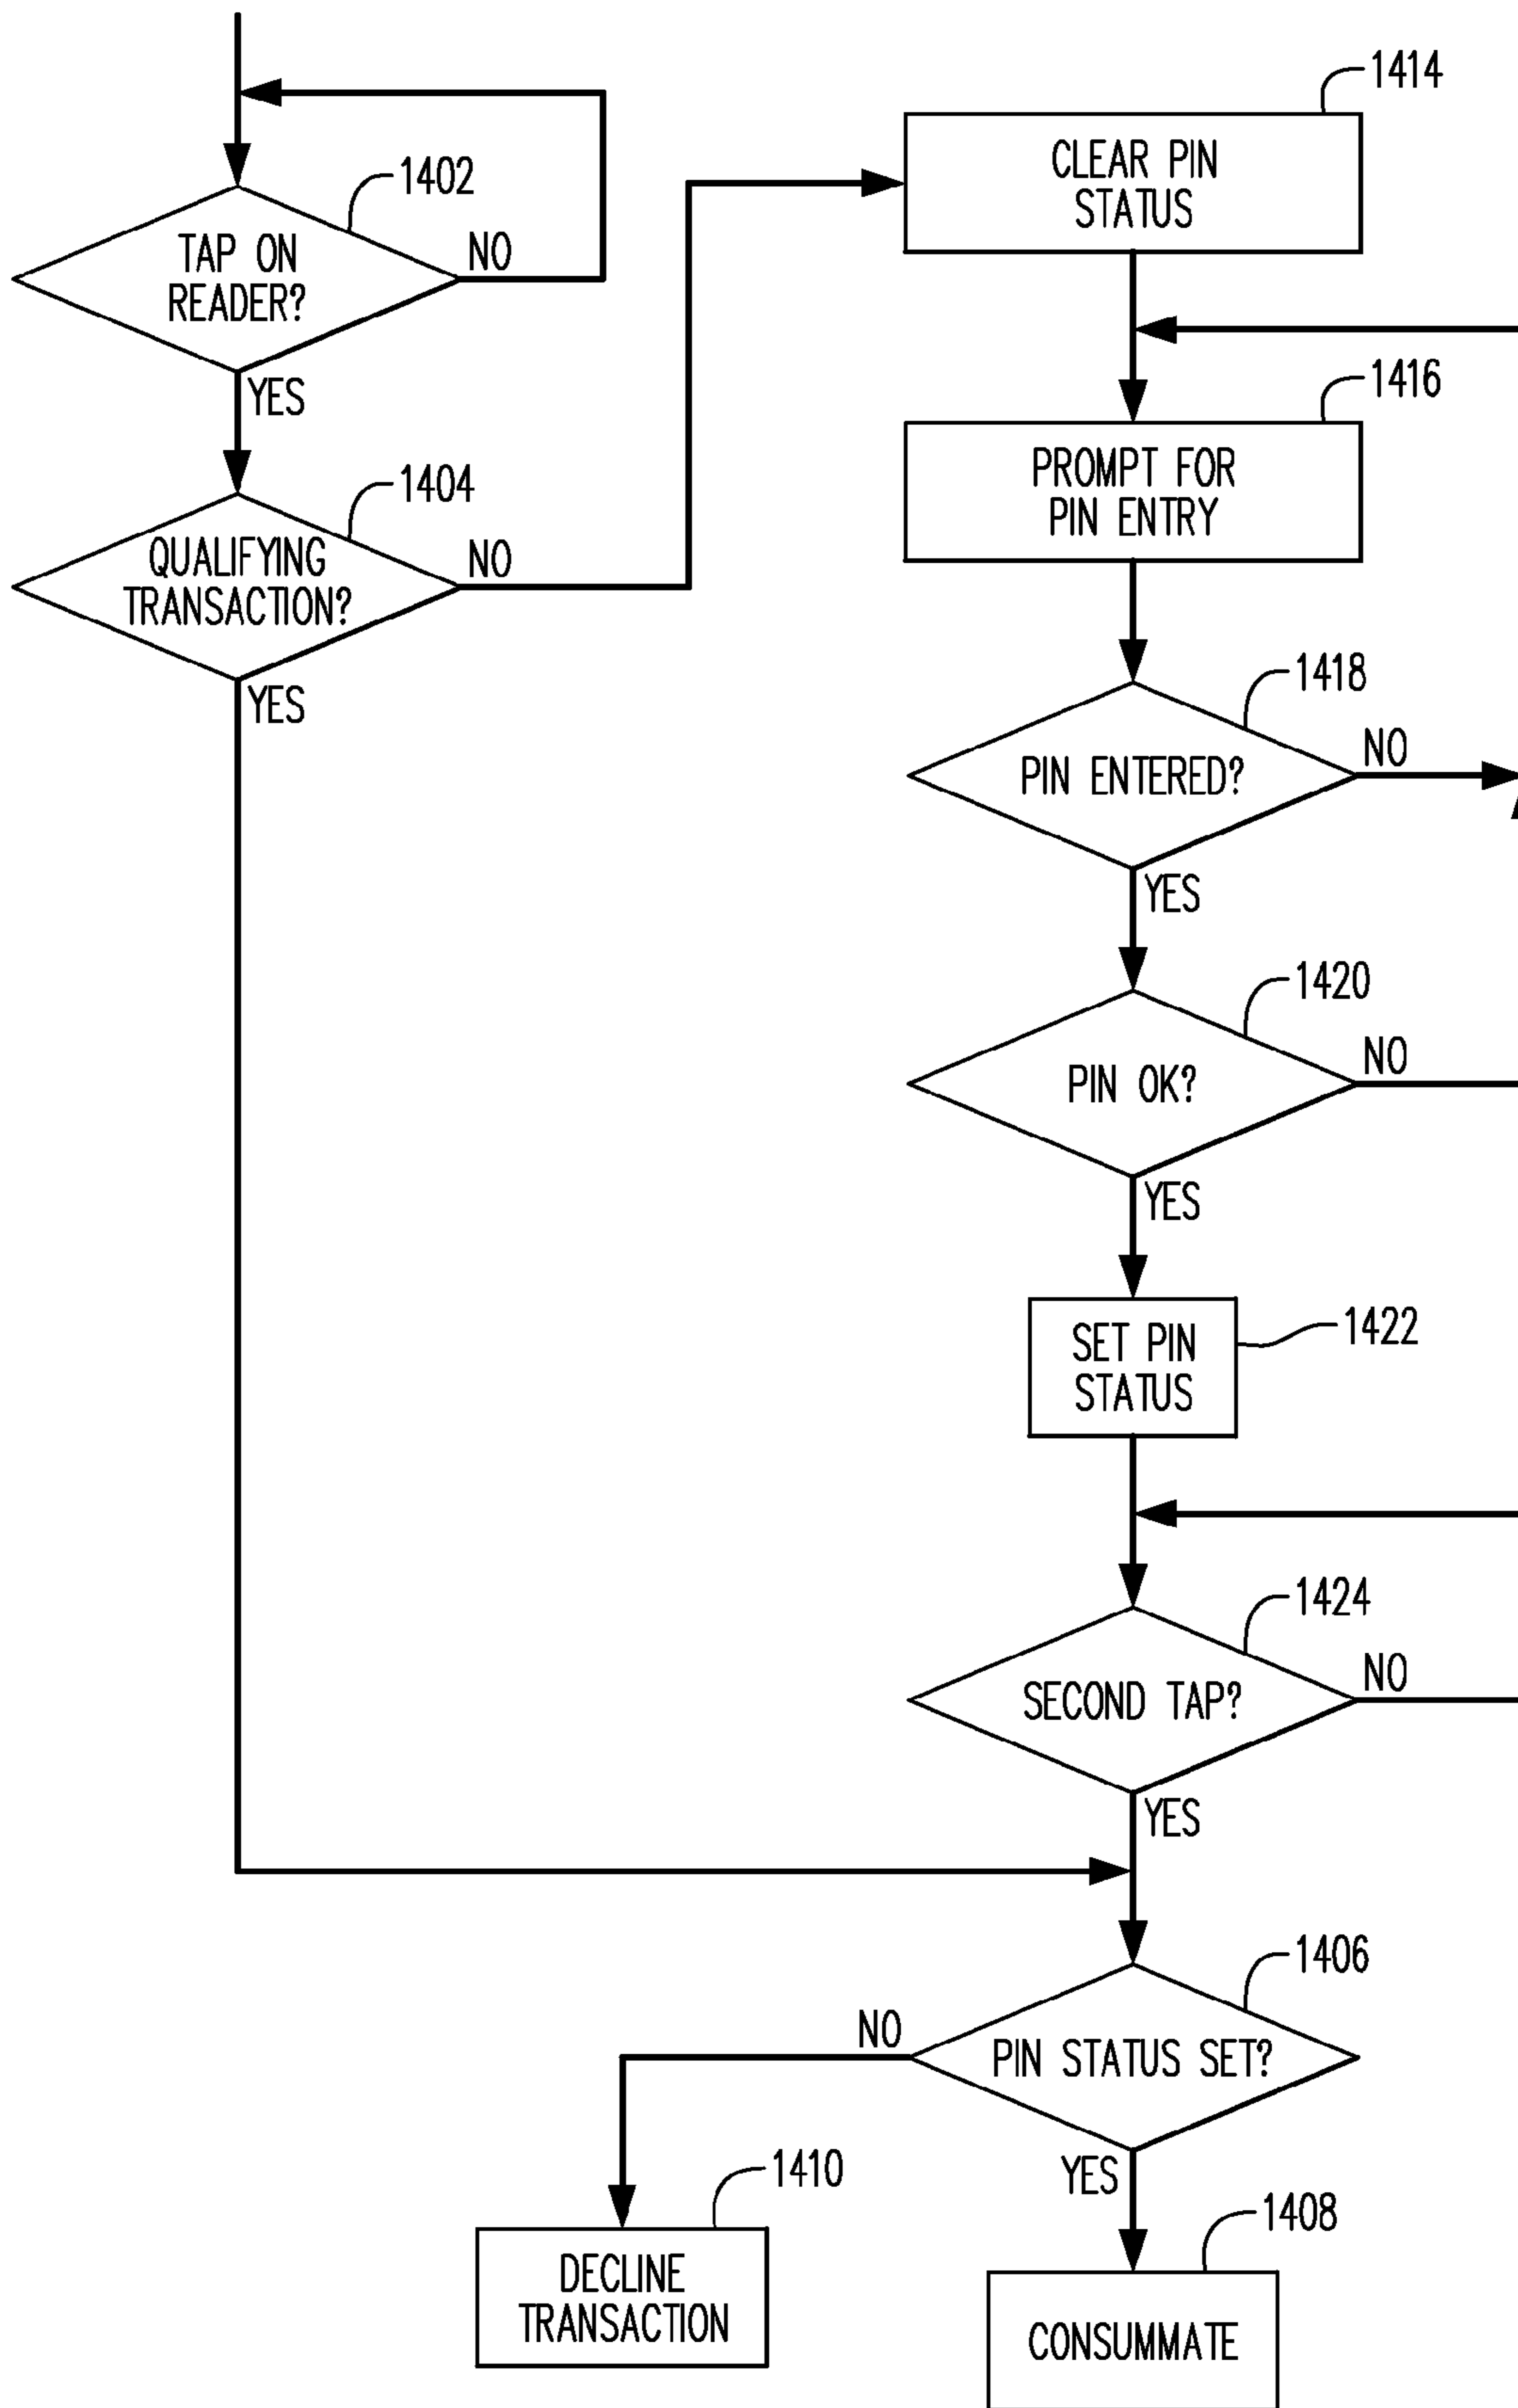 1402
TAP ON
READER?
NO
YES
1404
QUALIFYING
TRANSACTION?
NO
YES
1414
CLEAR PIN
STATUS
1416
PROMPT FOR
PIN ENTRY
1418
PIN ENTERED?
NO
YES
1420
PIN OK?
NO
YES
SET PIN
STATUS
1422
1424
SECOND TAP?
NO
YES
1406
PIN STATUS SET?
NO
YES
1410
DECLINE
TRANSACTION
1408
CONSUMMATE